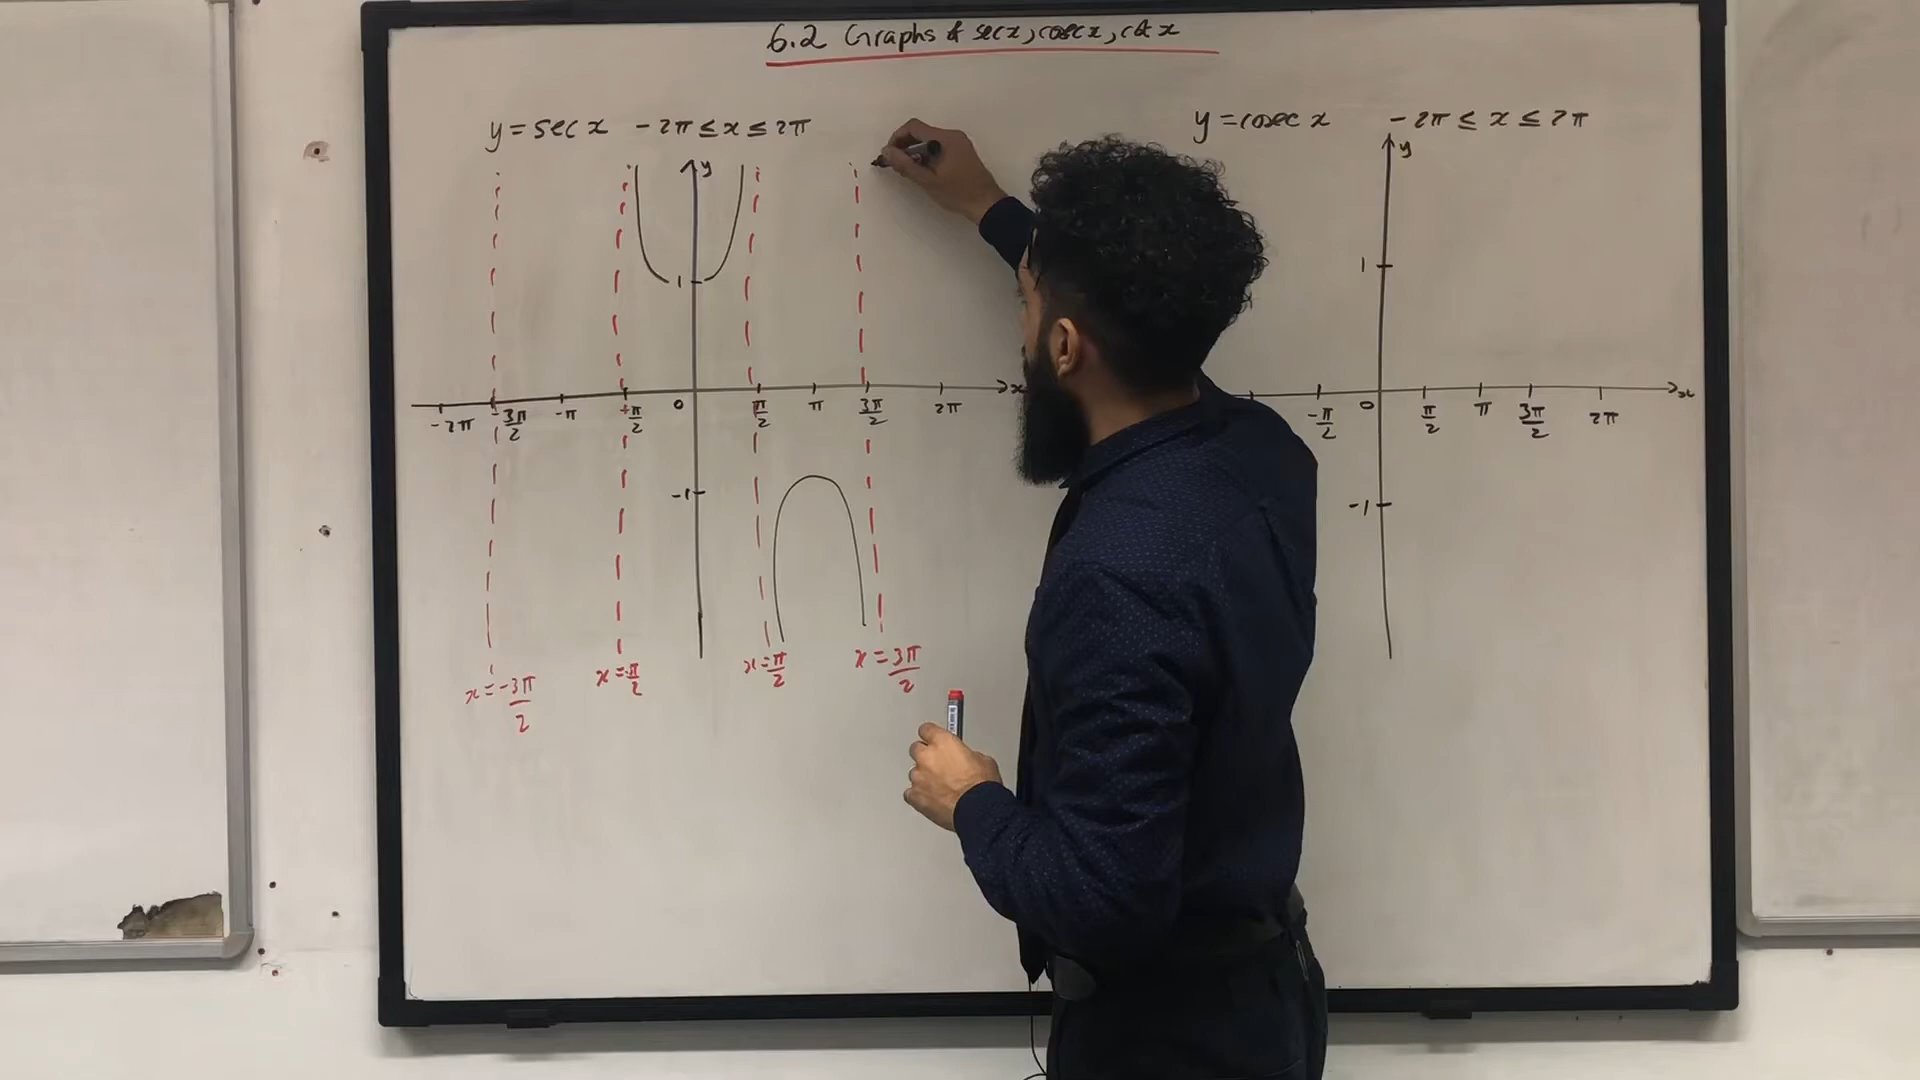 6.2 Graphs of sec x, cosec x, cot x
y = sec x -2π ≤ x ≤ 2π
y = cosec x -2π ≤ x ≤ 2π
y
y
1
1
x
x
-2π -3π/2 -π -π/2 0 π/2 π 3π/2 2π
-π/2 0 π/2 π 3π/2 2π
-1
-1
x = -3π/2
x = -π/2
x = π/2
x = 3π/2